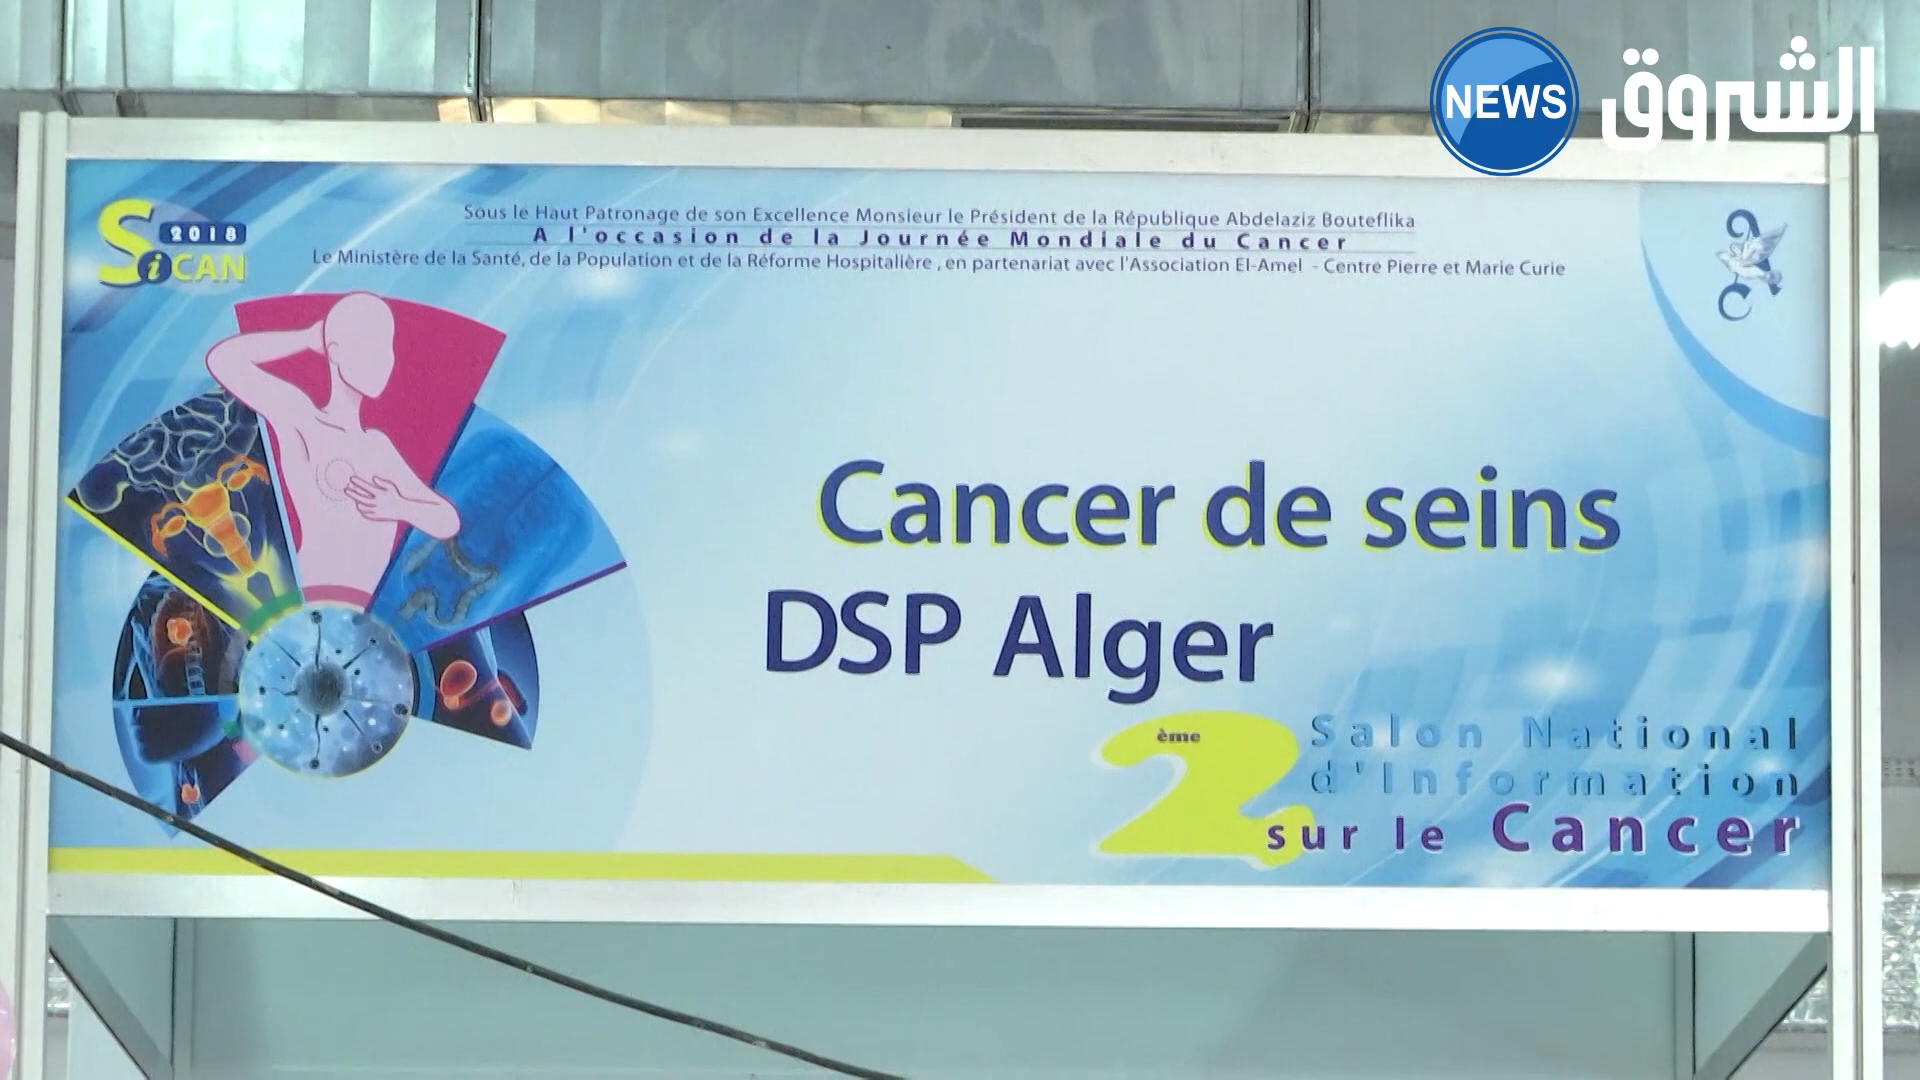 NEWS الشروق
Si 2018
CAN
Sous le Haut Patronage de son Excellence Monsieur le Président de la République Abdelaziz Bouteflika
A l'occasion de la Journée Mondiale du Cancer
Le Ministère de la Santé, de la Population et de la Réforme Hospitalière , en partenariat avec l'Association El-Amel - Centre Pierre et Marie Curie
Cancer de seins
DSP Alger
2ème Salon National
d'Information
sur le Cancer